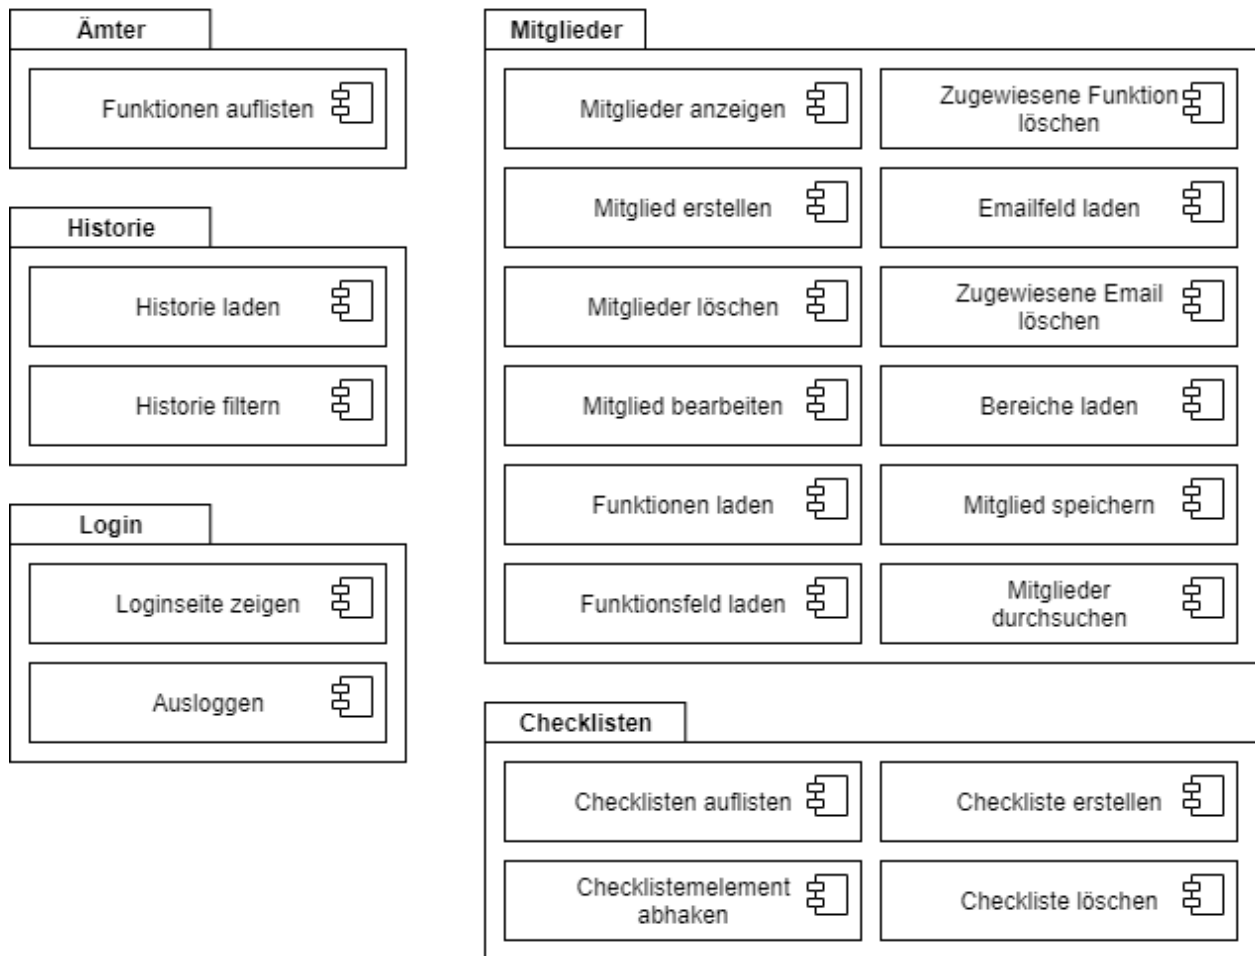 Ämter
Funktionen auflisten
Historie
Historie laden
Historie filtern
Login
Loginseite zeigen
Ausloggen
Mitglieder
Mitglieder anzeigen
Zugewiesene Funktion
löschen
Mitglied erstellen
Emailfeld laden
Mitglieder löschen
Zugewiesene Email
löschen
Mitglied bearbeiten
Bereiche laden
Funktionen laden
Mitglied speichern
Funktionsfeld laden
Mitglieder
durchsuchen
Checklisten
Checklisten auflisten
Checkliste erstellen
Checklistemelement
abhaken
Checkliste löschen